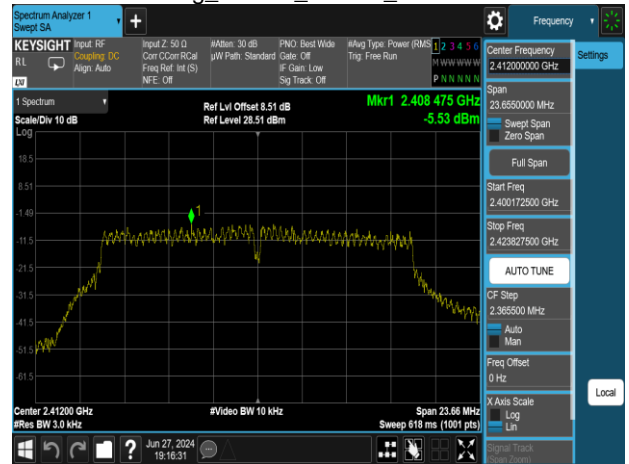 Spectrum Analyzer 1
Swept SA
Frequency
KEYSIGHT
RL
LXI
Input: RF
Coupling: DC
Align: Auto
Input Z: 50 Ω
Corr CCorr RCal
Freq Ref: Int (S)
NFE: Off
#Atten: 30 dB
µW Path: Standard
PNO: Best Wide
Gate: Off
IF Gain: Low
Sig Track: Off
#Avg Type: Power (RMS
Trig: Free Run
1 2 3 4 5 6
M W W W W W
P N N N N N
1 Spectrum
Scale/Div 10 dB
Log
Ref Lvl Offset 8.51 dB
Ref Level 28.51 dBm
Mkr1 2.408 475 GHz
-5.53 dBm
18.5
8.51
-1.49
-11.5
-21.5
-31.5
-41.5
-51.5
-61.5
1
Center 2.41200 GHz
#Res BW 3.0 kHz
#Video BW 10 kHz
Span 23.66 MHz
Sweep 618 ms (1001 pts)
Jun 27, 2024
19:16:31
Center Frequency
2.412000000 GHz
Span
23.6550000 MHz
Swept Span
Zero Span
Full Span
Start Freq
2.400172500 GHz
Stop Freq
2.423827500 GHz
AUTO TUNE
CF Step
2.365500 MHz
Auto
Man
Freq Offset
0 Hz
X Axis Scale
Log
Lin
Signal Track
(Span Zoom)
Settings
Local